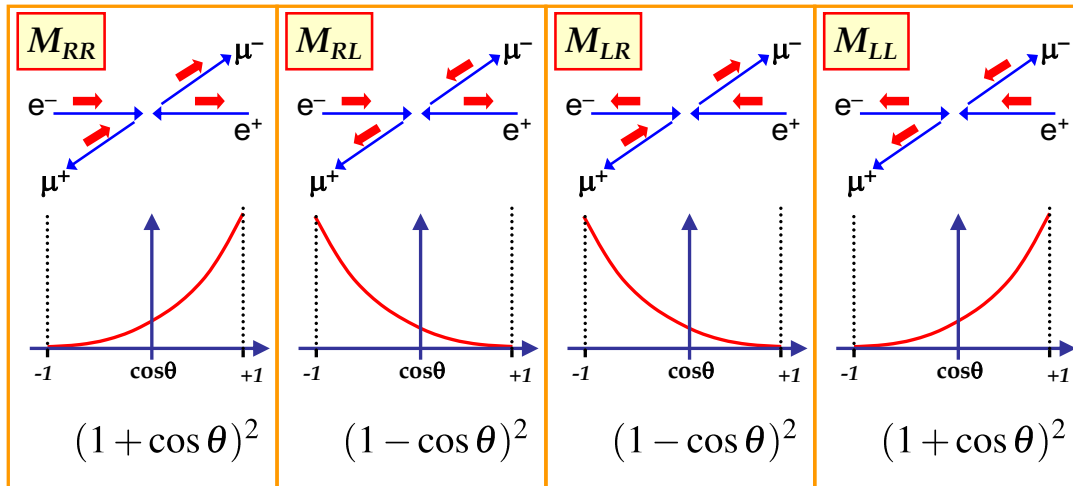 M_RR
μ⁻
e⁻
e⁺
μ⁺
-1
cosθ
+1
(1 + cos θ)²
M_RL
μ⁻
e⁻
e⁺
μ⁺
-1
cosθ
+1
(1 − cos θ)²
M_LR
μ⁻
e⁻
e⁺
μ⁺
-1
cosθ
+1
(1 − cos θ)²
M_LL
μ⁻
e⁻
e⁺
μ⁺
-1
cosθ
+1
(1 + cos θ)²